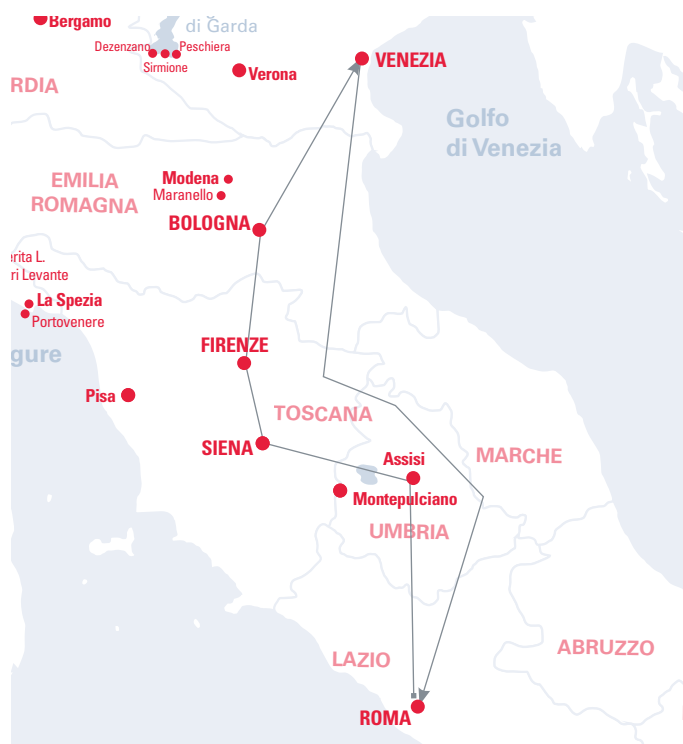 Bergamo
di Garda
Dezenzano
Peschiera
Sirmione
Verona
VENEZIA
RDIA
Golfo
di Venezia
EMILIA
ROMAGNA
Modena
Maranello
BOLOGNA
erita L.
ri Levante
La Spezia
Portovenere
gure
FIRENZE
Pisa
TOSCANA
SIENA
Assisi
MARCHE
Montepulciano
UMBRIA
LAZIO
ABRUZZO
ROMA